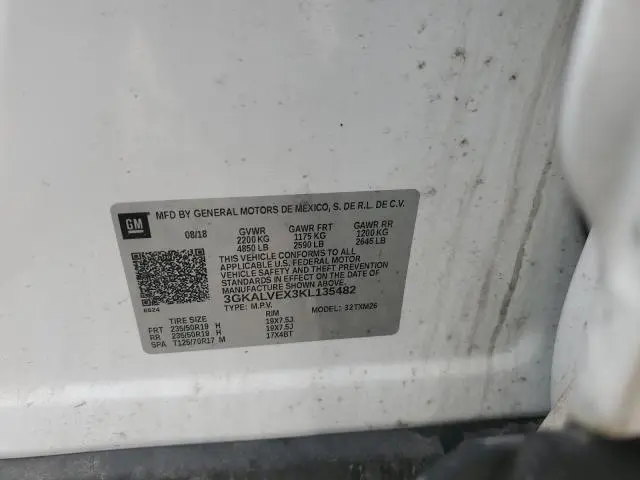 GM
MFD BY GENERAL MOTORS DE MEXICO, S. DE R.L. DE C.V.
08/18 GVWR GAWR FRT GAWR RR
2200 KG 1175 KG 1200 KG
4850 LB 2590 LB 2645 LB
THIS VEHICLE CONFORMS TO ALL
APPLICABLE U.S. FEDERAL MOTOR
VEHICLE SAFETY, BUMPER, AND THEFT
PREVENTION STANDARDS IN EFFECT ON THE DATE OF
MANUFACTURE SHOWN ABOVE.
3GKALVEX3KL135482
6024 TYPE: M.P.V. MODEL: 32TXM26
TIRE SIZE RIM
FRT 235/50R19 H 19X7.5J
RR 235/50R19 H 19X7.5J
SPA T125/70R17 M 17X4BT